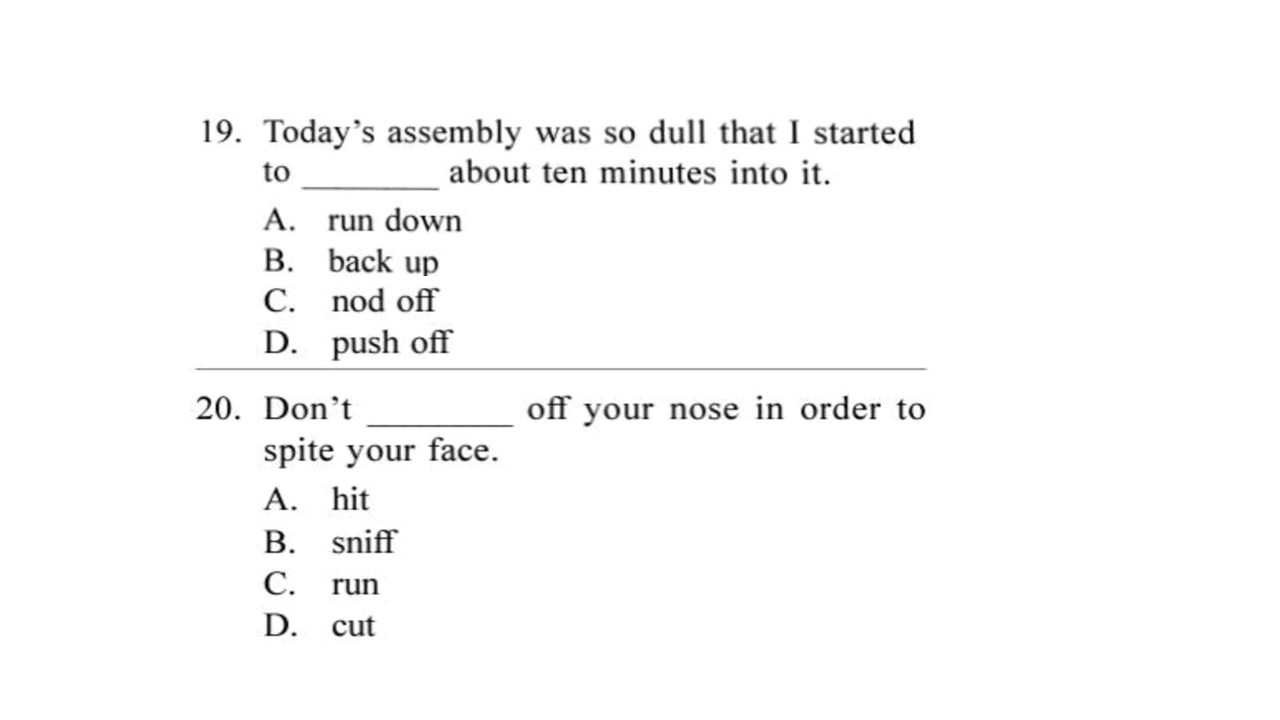 19. Today's assembly was so dull that I started
to ________ about ten minutes into it.
A. run down
B. back up
C. nod off
D. push off
20. Don't ________ off your nose in order to
spite your face.
A. hit
B. sniff
C. run
D. cut